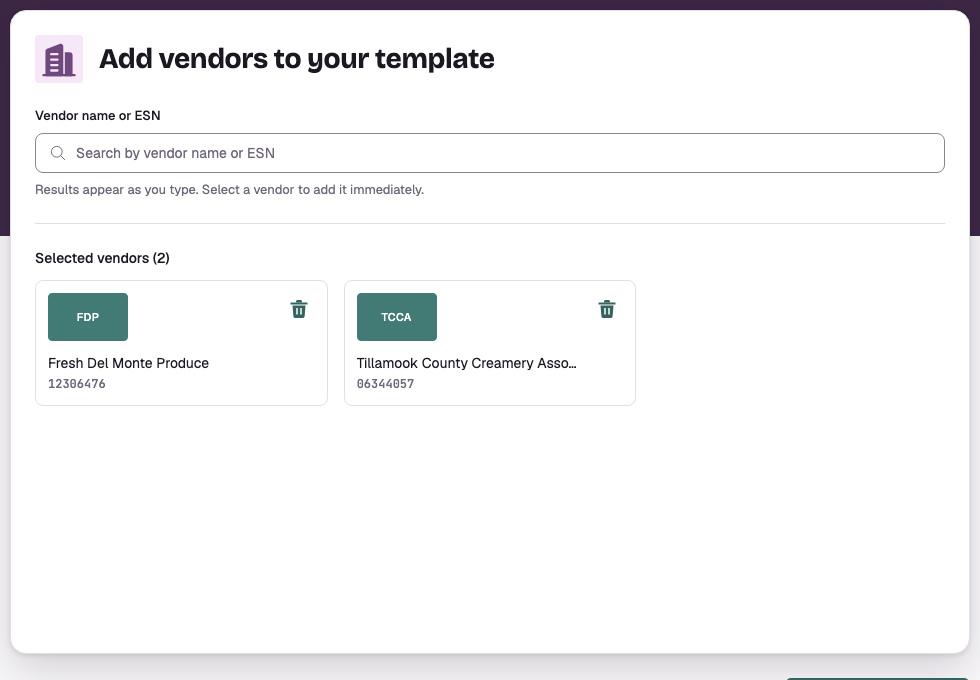 Add vendors to your template
Vendor name or ESN
Search by vendor name or ESN
Results appear as you type. Select a vendor to add it immediately.
Selected vendors (2)
FDP
Fresh Del Monte Produce
12306476
TCCA
Tillamook County Creamery Asso…
06344057